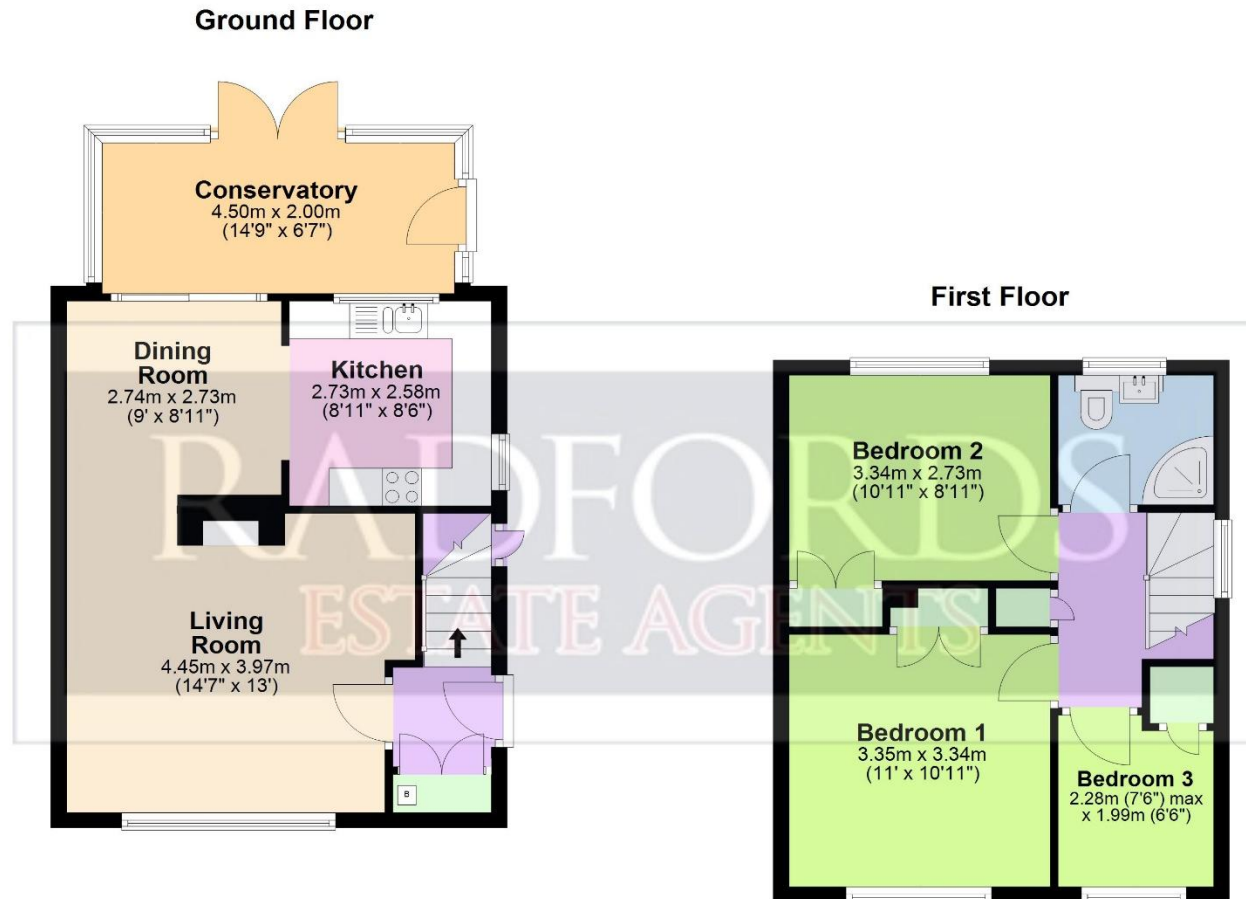 Ground Floor
Conservatory
4.50m x 2.00m
(14'9" x 6'7")
Dining
Room
2.74m x 2.73m
(9' x 8'11")
Kitchen
2.73m x 2.58m
(8'11" x 8'6")
Living
Room
4.45m x 3.97m
(14'7" x 13')
B
First Floor
Bedroom 2
3.34m x 2.73m
(10'11" x 8'11")
Bedroom 1
3.35m x 3.34m
(11' x 10'11")
Bedroom 3
2.28m (7'6") max
x 1.99m (6'6")
RADFORDS
ESTATE AGENTS